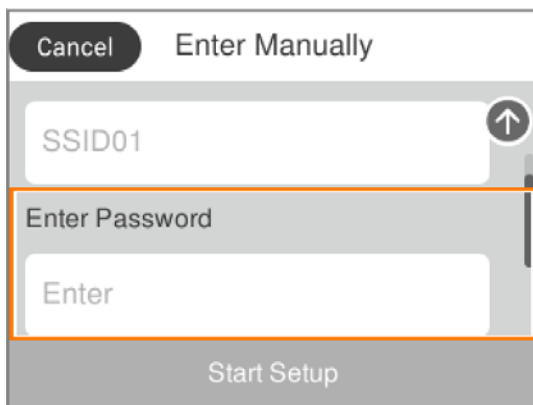 Cancel Enter Manually
SSID01
Enter Password
Enter
Start Setup